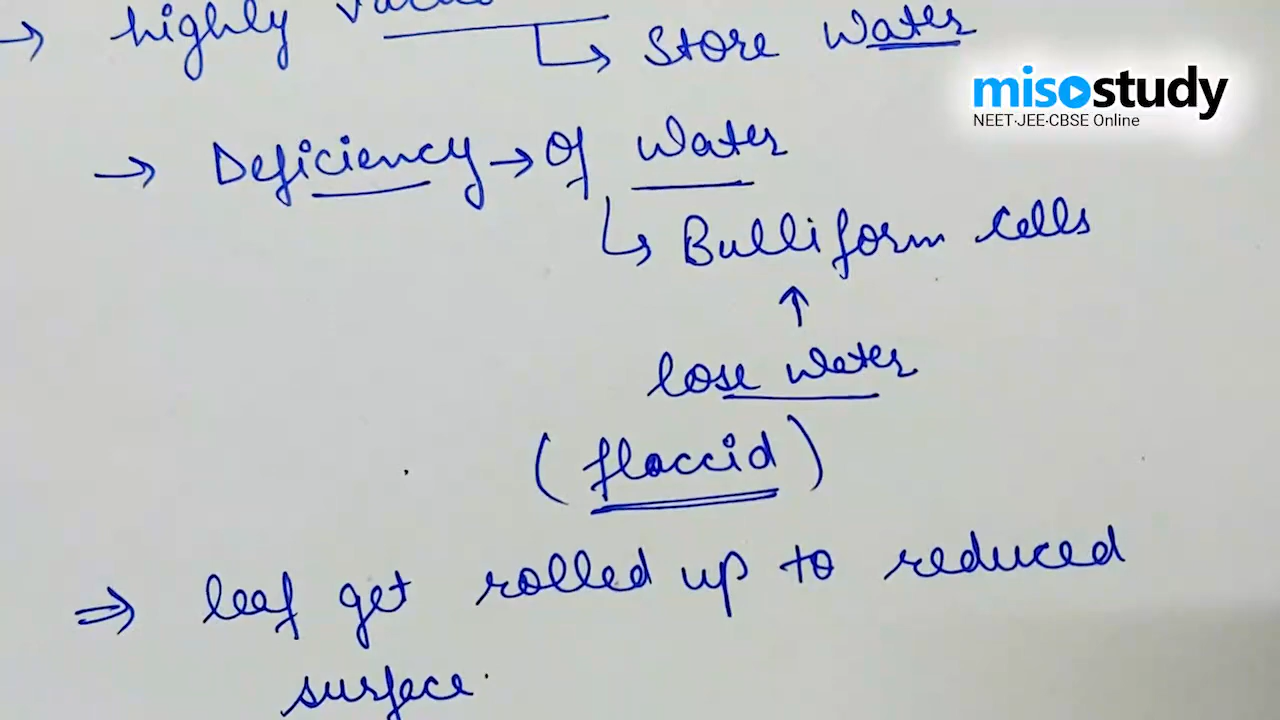 → highly
↳ Store Water
misostudy
NEET·JEE·CBSE Online
→ Deficiency → Of Water
↳ Bulliform cells
↑
lose water
(flaccid)
⇒ leaf get rolled up to reduced
surface.